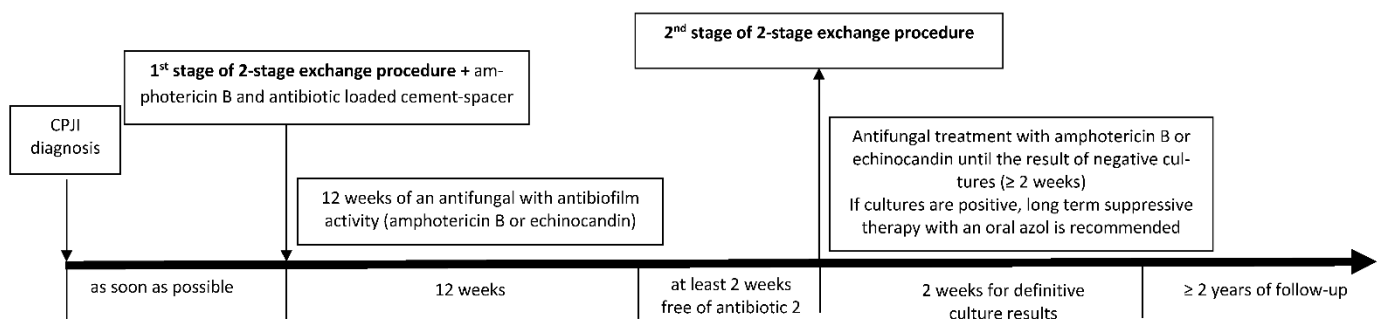 2nd stage of 2-stage exchange procedure
1st stage of 2-stage exchange procedure + am-
photericin B and antibiotic loaded cement-spacer
CPJI
diagnosis
Antifungal treatment with amphotericin B or
echinocandin until the result of negative cul-
tures (≥ 2 weeks)
If cultures are positive, long term suppressive
therapy with an oral azol is recommended
12 weeks of an antifungal with antibiofilm
activity (amphotericin B or echinocandin)
as soon as possible
12 weeks
at least 2 weeks
free of antibiotic 2
2 weeks for definitive
culture results
≥ 2 years of follow-up